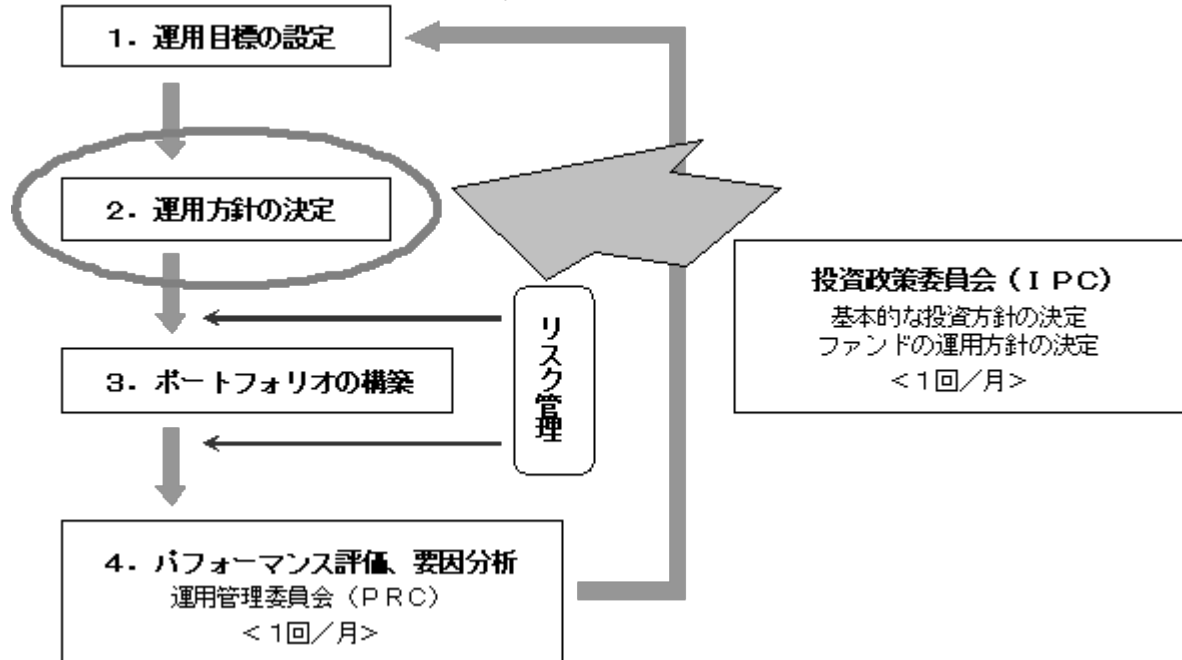 1．運用目標の設定
2．運用方針の決定
投資政策委員会（ＩＰＣ）
基本的な投資方針の決定
ファンドの運用方針の決定
＜1回／月＞
リスク管理
3．ポートフォリオの構築
4．パフォーマンス評価、要因分析
運用管理委員会（ＰＲＣ）
＜1回／月＞